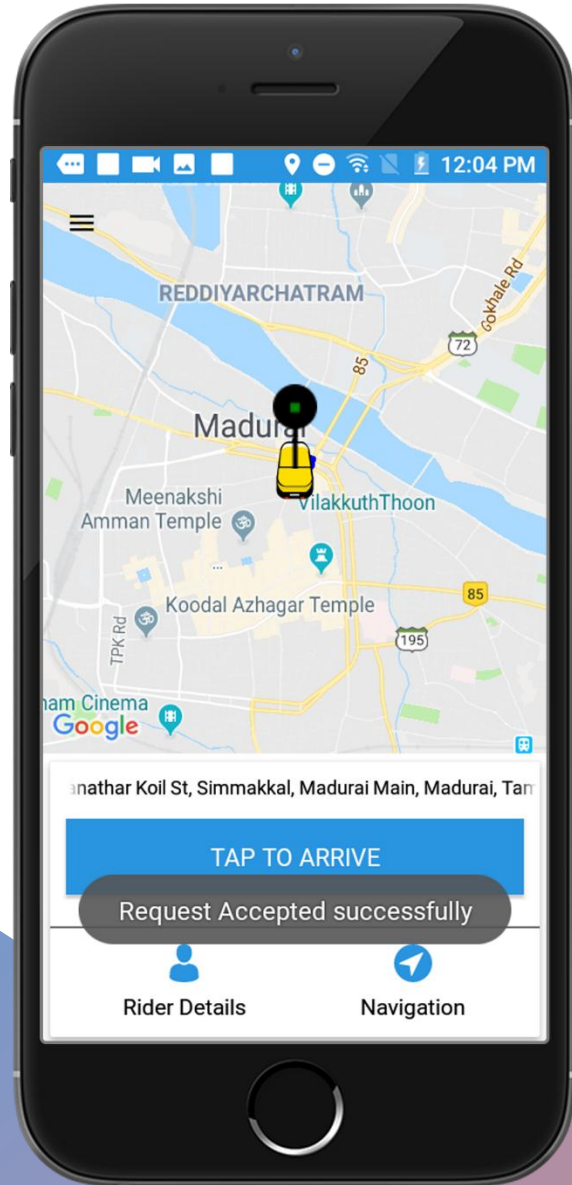 12:04 PM
REDDIYARCHATRAM
Gokhale Rd
72
85
Madurai
Meenakshi
Amman Temple
VilakkuthThoon
...
Koodal Azhagar Temple
85
TPK Rd
195
ham Cinema
Google
anathar Koil St, Simmakkal, Madurai Main, Madurai, Tam
TAP TO ARRIVE
Request Accepted successfully
Rider Details
Navigation